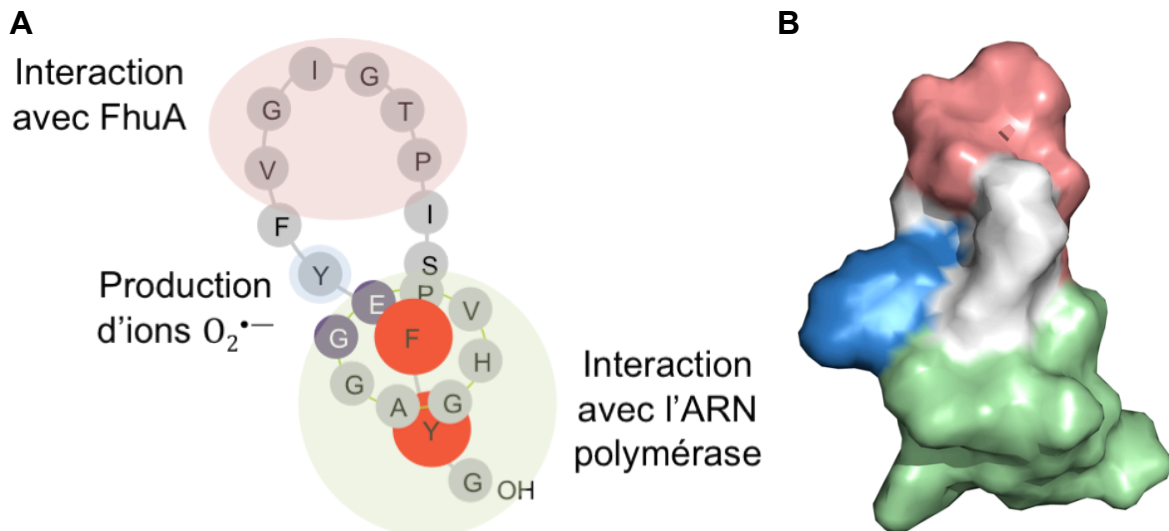 A
B
Interaction
avec FhuA
I
G
G
T
V
P
F
I
Y
S
Production
d'ions O₂•—
E
P
V
G
F
H
G
A
G
Y
G
OH
Interaction
avec l'ARN
polymérase